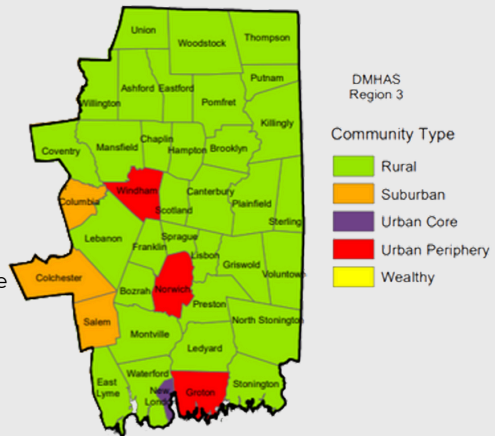 Union
Woodstock
Thompson
Putnam
Ashford
Eastford
Pomfret
Willington
Killingly
Chaplin
Coventry
Mansfield
Hampton
Brooklyn
Windham
Canterbury
Columbia
Scotland
Plainfield
Sterling
Lebanon
Sprague
Franklin
Lisbon
Griswold
Voluntown
Colchester
Bozrah
Norwich
Preston
Salem
North Stonington
Montville
Ledyard
Waterford
East
Lyme
New
London
Groton
Stonington
e
DMHAS
Region 3
Community Type
Rural
Suburban
Urban Core
Urban Periphery
Wealthy